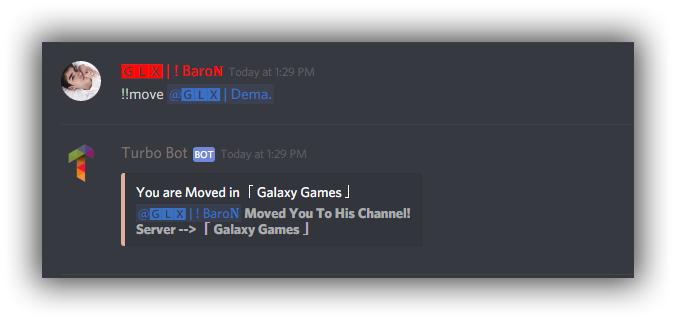 🅶🅻🆇 | ! BaroN Today at 1:29 PM
!!move @🅶🅻🆇 | Dema.
Turbo Bot BOT Today at 1:29 PM
You are Moved in「 Galaxy Games 」
@🅶🅻🆇 | ! BaroN Moved You To His Channel!
Server --> 「 Galaxy Games 」